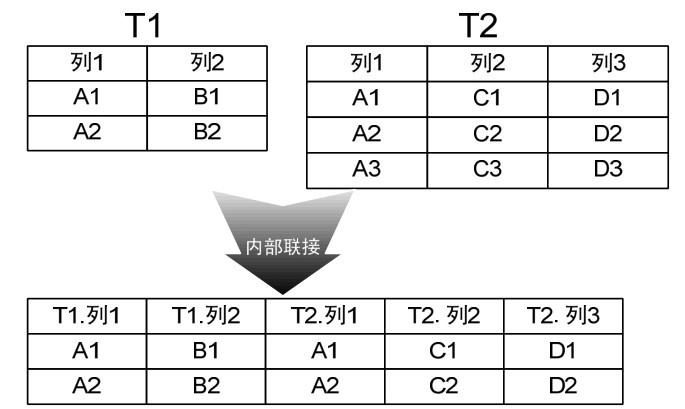 T1 T2
列1 列2 列1 列2 列3
A1 B1 A1 C1 D1
A2 B2 A2 C2 D2
A3 C3 D3
内部联接
T1.列1 T1.列2 T2.列1 T2. 列2 T2. 列3
A1 B1 A1 C1 D1
A2 B2 A2 C2 D2